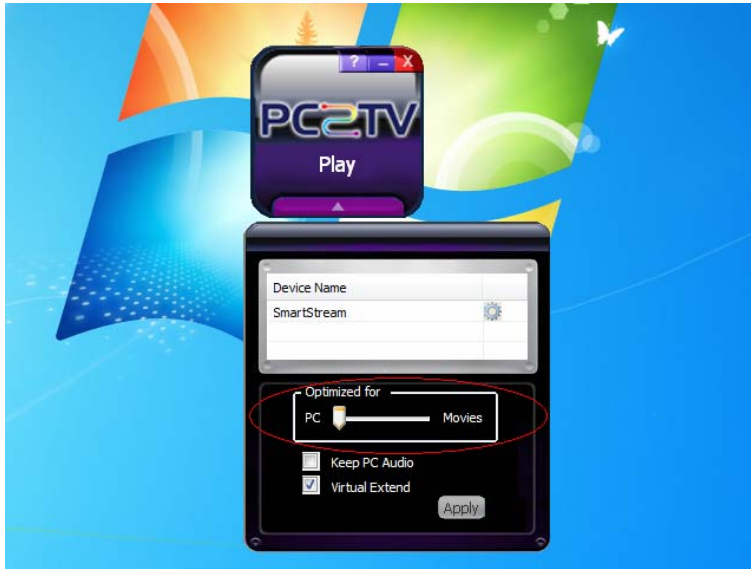 ? – X
PC2TV
Play
Device Name
SmartStream
Optimized for
PC Movies
Keep PC Audio
Virtual Extend
Apply